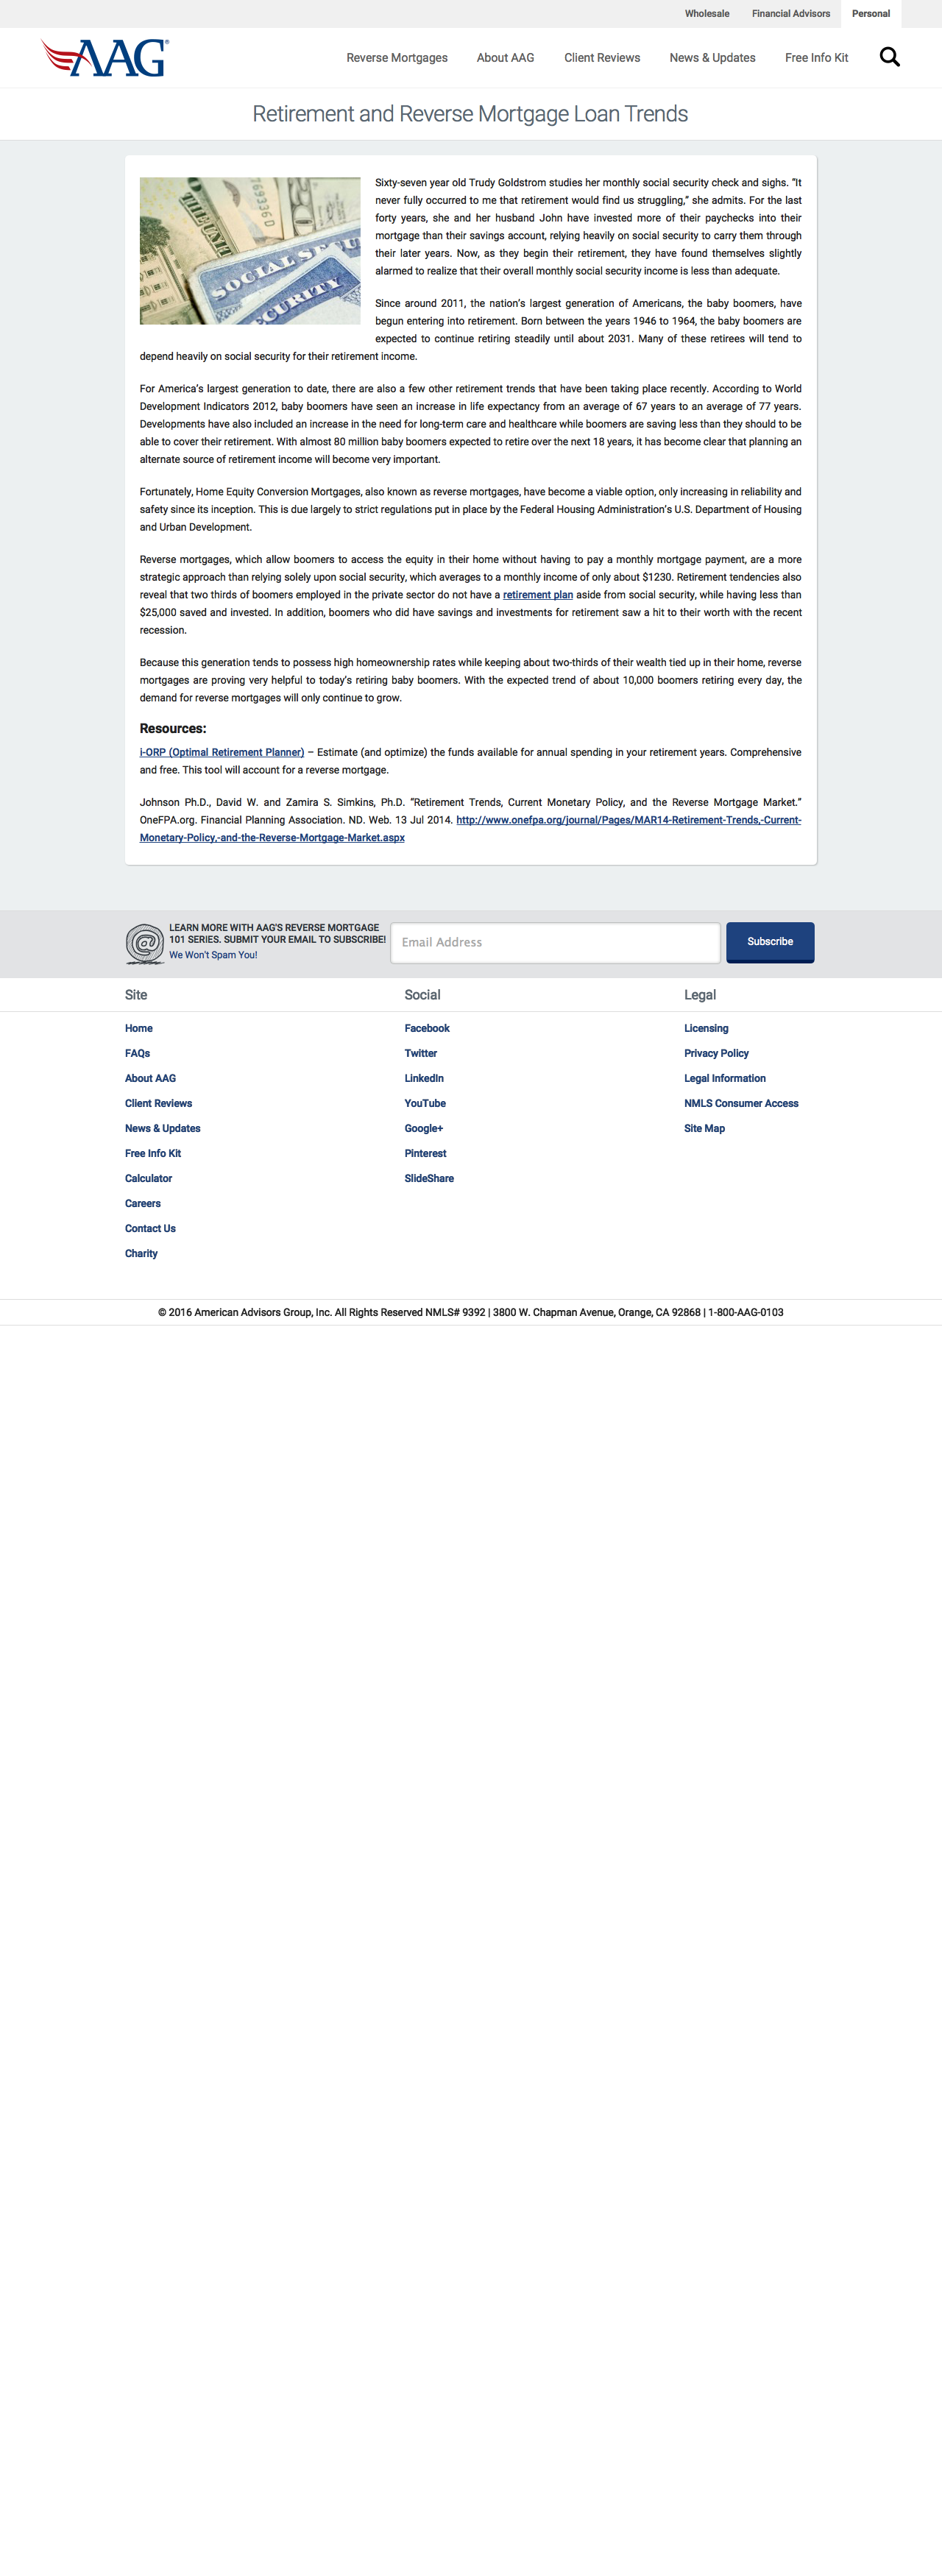 Wholesale Financial Advisors Personal
AAG®
Reverse Mortgages About AAG Client Reviews News & Updates Free Info Kit
Retirement and Reverse Mortgage Loan Trends
THE UNIT
69339D
SOCIAL SECU
CURITY
Sixty-seven year old Trudy Goldstrom studies her monthly social security check and sighs. “It
never fully occurred to me that retirement would find us struggling,” she admits. For the last
forty years, she and her husband John have invested more of their paychecks into their
mortgage than their savings account, relying heavily on social security to carry them through
their later years. Now, as they begin their retirement, they have found themselves slightly
alarmed to realize that their overall monthly social security income is less than adequate.
Since around 2011, the nation’s largest generation of Americans, the baby boomers, have
begun entering into retirement. Born between the years 1946 to 1964, the baby boomers are
expected to continue retiring steadily until about 2031. Many of these retirees will tend to
depend heavily on social security for their retirement income.
For America’s largest generation to date, there are also a few other retirement trends that have been taking place recently. According to World
Development Indicators 2012, baby boomers have seen an increase in life expectancy from an average of 67 years to an average of 77 years.
Developments have also included an increase in the need for long-term care and healthcare while boomers are saving less than they should to be
able to cover their retirement. With almost 80 million baby boomers expected to retire over the next 18 years, it has become clear that planning an
alternate source of retirement income will become very important.
Fortunately, Home Equity Conversion Mortgages, also known as reverse mortgages, have become a viable option, only increasing in reliability and
safety since its inception. This is due largely to strict regulations put in place by the Federal Housing Administration’s U.S. Department of Housing
and Urban Development.
Reverse mortgages, which allow boomers to access the equity in their home without having to pay a monthly mortgage payment, are a more
strategic approach than relying solely upon social security, which averages to a monthly income of only about $1230. Retirement tendencies also
reveal that two thirds of boomers employed in the private sector do not have a retirement plan aside from social security, while having less than
$25,000 saved and invested. In addition, boomers who did have savings and investments for retirement saw a hit to their worth with the recent
recession.
Because this generation tends to possess high homeownership rates while keeping about two-thirds of their wealth tied up in their home, reverse
mortgages are proving very helpful to today’s retiring baby boomers. With the expected trend of about 10,000 boomers retiring every day, the
demand for reverse mortgages will only continue to grow.
Resources:
i-ORP (Optimal Retirement Planner) – Estimate (and optimize) the funds available for annual spending in your retirement years. Comprehensive
and free. This tool will account for a reverse mortgage.
Johnson Ph.D., David W. and Zamira S. Simkins, Ph.D. “Retirement Trends, Current Monetary Policy, and the Reverse Mortgage Market.”
OneFPA.org. Financial Planning Association. ND. Web. 13 Jul 2014. http://www.onefpa.org/journal/Pages/MAR14-Retirement-Trends,-Current-
Monetary-Policy,-and-the-Reverse-Mortgage-Market.aspx
LEARN MORE WITH AAG'S REVERSE MORTGAGE
101 SERIES. SUBMIT YOUR EMAIL TO SUBSCRIBE!
We Won't Spam You!
Email Address
Subscribe
Site
Home
FAQs
About AAG
Client Reviews
News & Updates
Free Info Kit
Calculator
Careers
Contact Us
Charity
Social
Facebook
Twitter
LinkedIn
YouTube
Google+
Pinterest
SlideShare
Legal
Licensing
Privacy Policy
Legal Information
NMLS Consumer Access
Site Map
© 2016 American Advisors Group, Inc. All Rights Reserved NMLS# 9392 | 3800 W. Chapman Avenue, Orange, CA 92868 | 1-800-AAG-0103